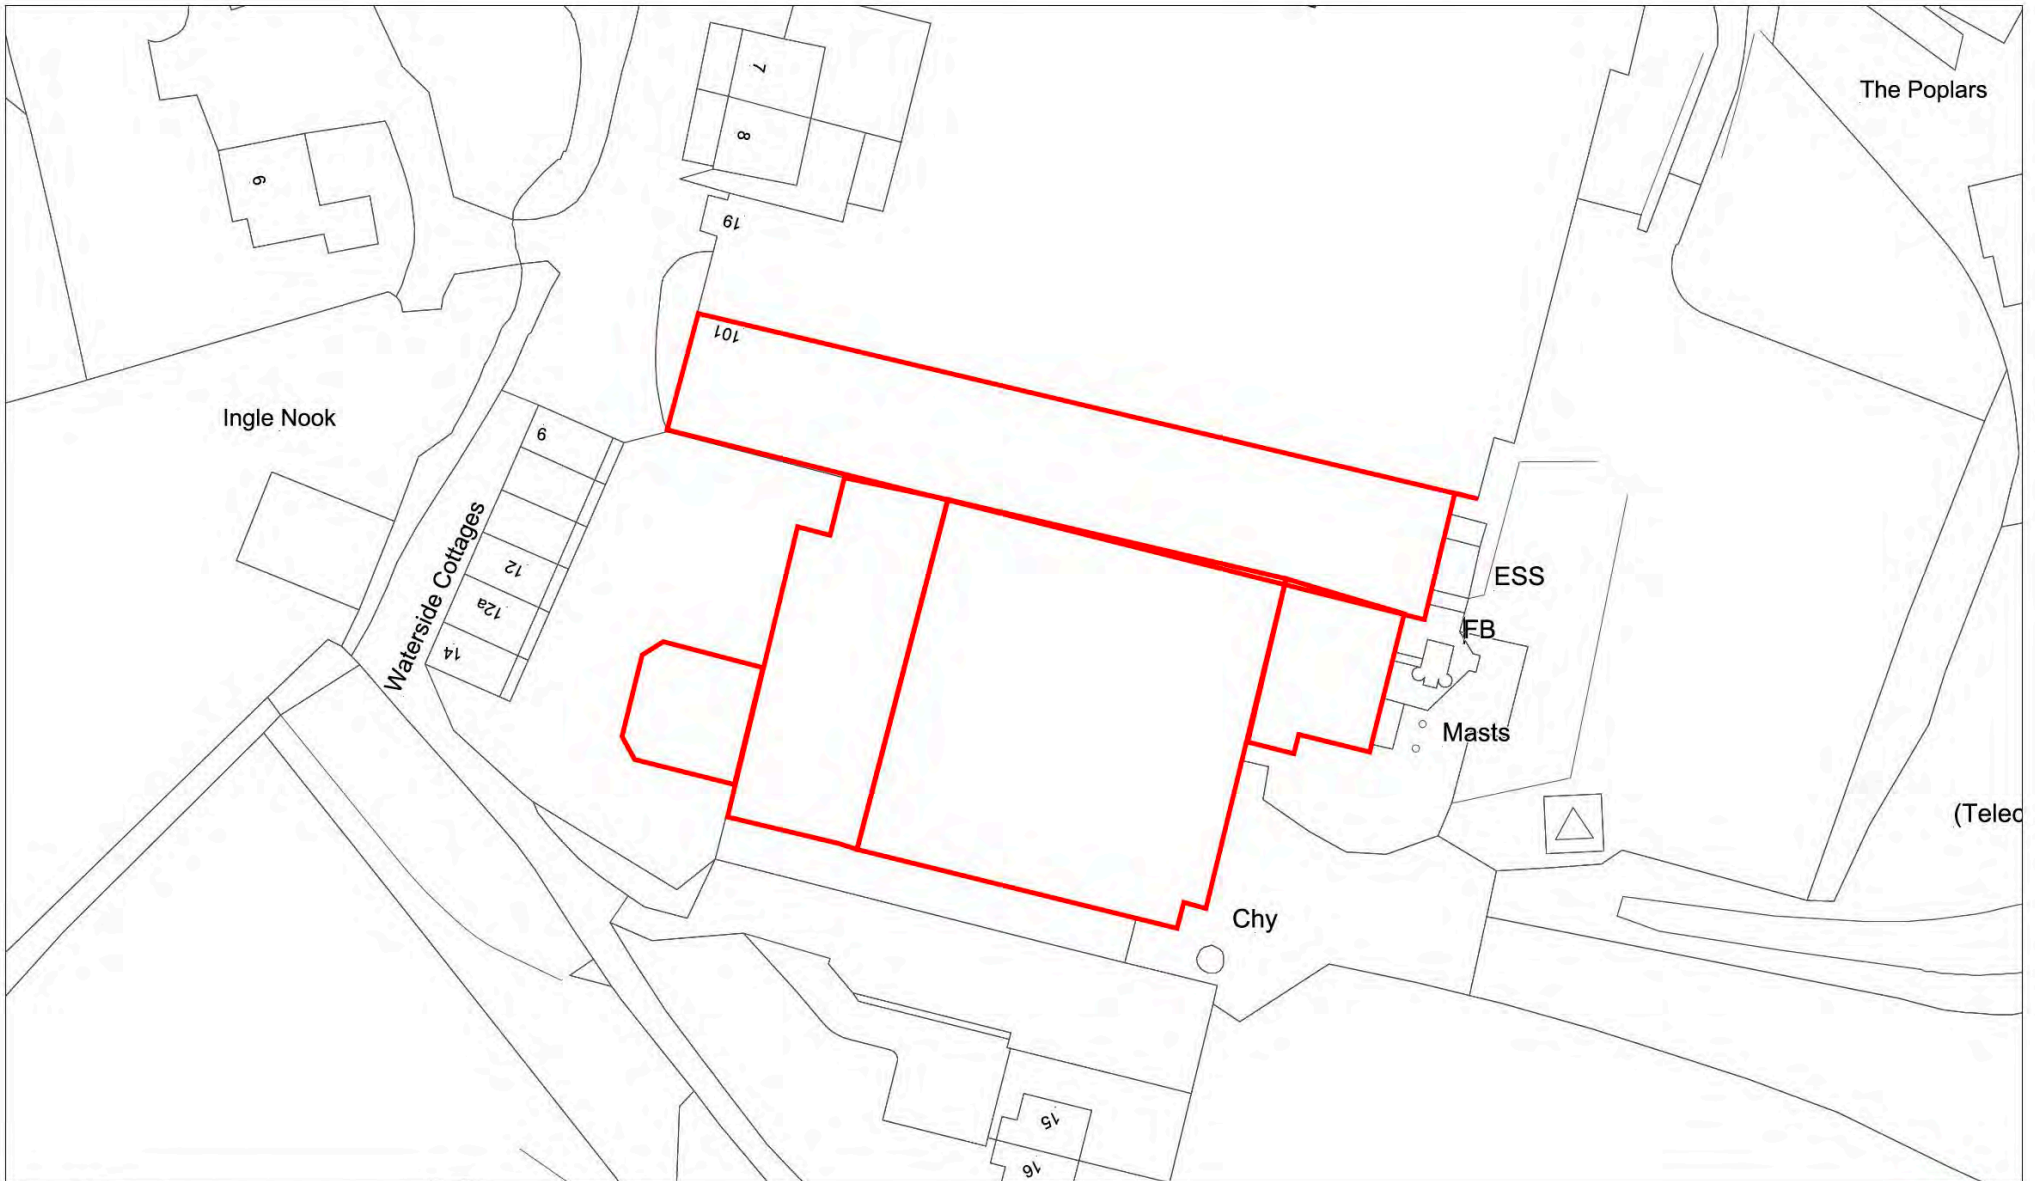 The Poplars
7
8
6
19
101
Ingle Nook
9
Waterside Cottages
12
12a
14
ESS
FB
Masts
(Telec
Chy
15
16